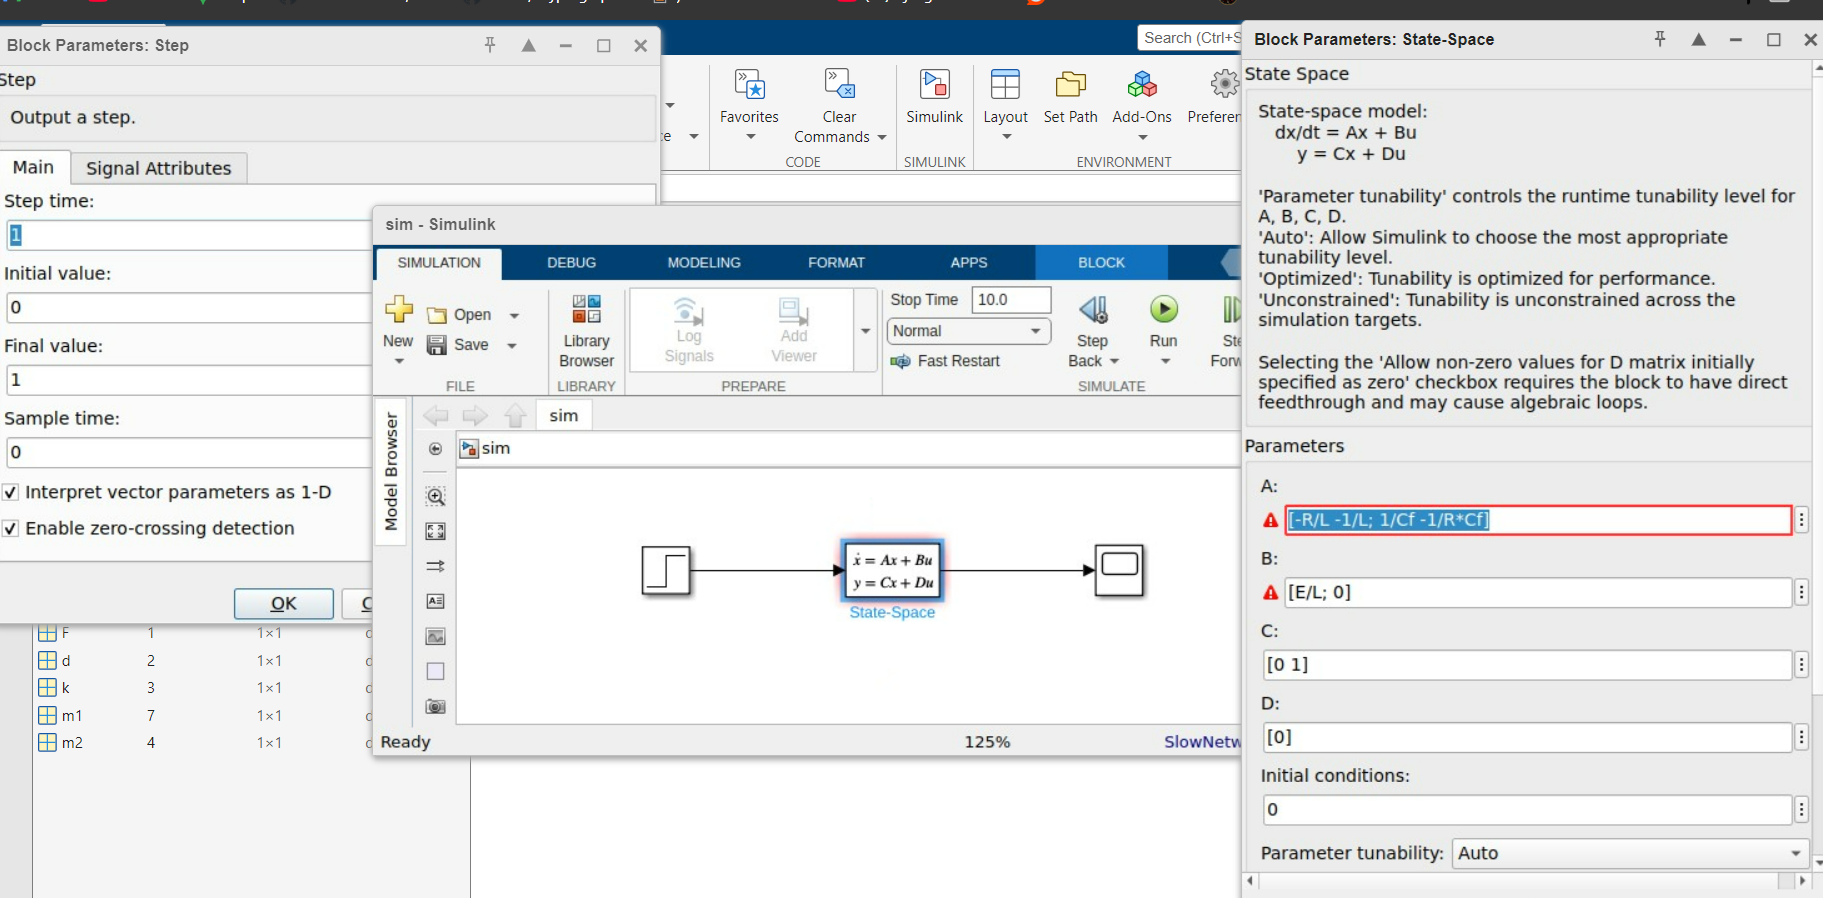 Block Parameters: Step
Step
Output a step.
Main
Signal Attributes
Step time:
1
Initial value:
0
Final value:
1
Sample time:
0
Interpret vector parameters as 1-D
Enable zero-crossing detection
OK
F 1 1×1
d 2 1×1
k 3 1×1
m1 7 1×1
m2 4 1×1
Search (Ctrl+S
Favorites
Clear
Commands
Simulink
Layout
Set Path
Add-Ons
Preferen
CODE
SIMULINK
ENVIRONMENT
sim - Simulink
SIMULATION
DEBUG
MODELING
FORMAT
APPS
BLOCK
New
Open
Save
FILE
Library
Browser
LIBRARY
Log
Signals
Add
Viewer
PREPARE
Stop Time 10.0
Normal
Fast Restart
Step
Back
Run
Ste
Forw
SIMULATE
Model Browser
sim
sim
ẋ = Ax + Bu
y = Cx + Du
State-Space
Ready
125%
SlowNetw
Block Parameters: State-Space
State Space
State-space model:
dx/dt = Ax + Bu
y = Cx + Du
'Parameter tunability' controls the runtime tunability level for
A, B, C, D.
'Auto': Allow Simulink to choose the most appropriate
tunability level.
'Optimized': Tunability is optimized for performance.
'Unconstrained': Tunability is unconstrained across the
simulation targets.
Selecting the 'Allow non-zero values for D matrix initially
specified as zero' checkbox requires the block to have direct
feedthrough and may cause algebraic loops.
Parameters
A:
[-R/L -1/L; 1/Cf -1/R*Cf]
B:
[E/L; 0]
C:
[0 1]
D:
[0]
Initial conditions:
0
Parameter tunability: Auto